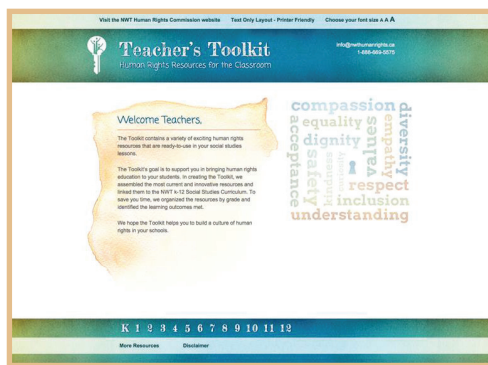 Visit the NWT Human Rights Commission website Text Only Layout - Printer Friendly Choose your font size A A A
Teacher's Toolkit
Human Rights Resources for the Classroom
info@nwthumanrights.ca
1-888-669-5575
Welcome Teachers,
The Toolkit contains a variety of exciting human rights
resources that are ready-to-use in your social studies
lessons.
The Toolkit's goal is to support you in bringing human rights
education to your students. In creating the Toolkit, we
assembled the most current and innovative resources and
linked them to the NWT k-12 Social Studies Curriculum. To
save you time, we organized the resources by grade and
identified the learning outcomes met.
We hope the Toolkit helps you to build a culture of human
rights in your schools.
compassion
equality
dignity
acceptance
safety
kindness
values
empathy
diversity
respect
inclusion
understanding
K 1 2 3 4 5 6 7 8 9 10 11 12
More Resources Disclaimer